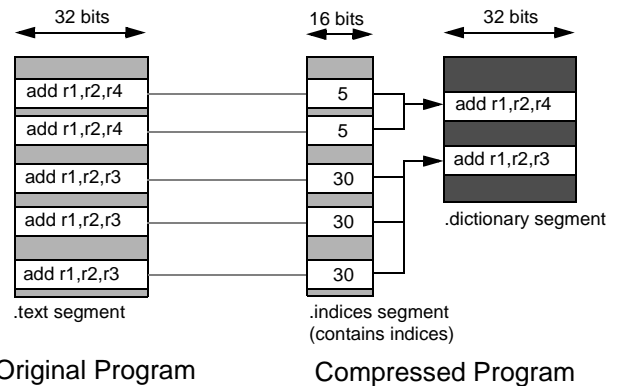 32 bits
16 bits
32 bits
add r1,r2,r4
add r1,r2,r4
add r1,r2,r3
add r1,r2,r3
add r1,r2,r3
.text segment
5
5
30
30
30
.indices segment
(contains indices)
add r1,r2,r4
add r1,r2,r3
.dictionary segment
Original Program
Compressed Program